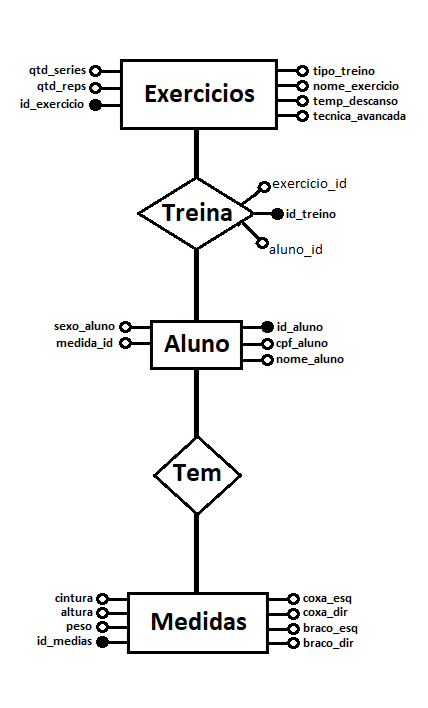 qtd_series
qtd_reps
id_exercicio
Exercicios
tipo_treino
nome_exercicio
temp_descanso
tecnica_avancada
Treina
exercicio_id
id_treino
aluno_id
sexo_aluno
medida_id
Aluno
id_aluno
cpf_aluno
nome_aluno
Tem
cintura
altura
peso
id_medias
Medidas
coxa_esq
coxa_dir
braco_esq
braco_dir